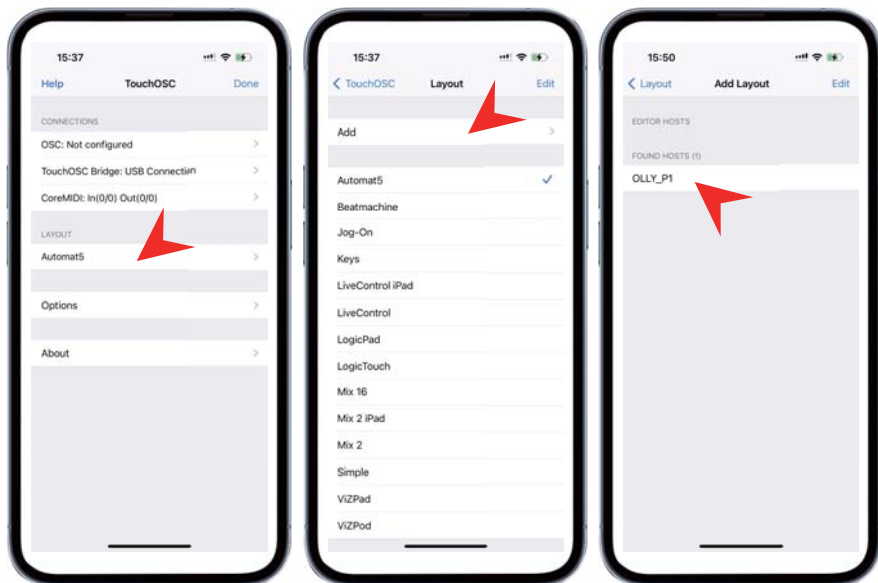 15:37
Help TouchOSC Done
CONNECTIONS
OSC: Not configured
TouchOSC Bridge: USB Connection
CoreMIDI: In(0/0) Out(0/0)
LAYOUT
Automat5
Options
About
15:37
TouchOSC Layout Edit
Add
Automat5
Beatmachine
Jog-On
Keys
LiveControl iPad
LiveControl
LogicPad
LogicTouch
Mix 16
Mix 2 iPad
Mix 2
Simple
ViZPad
ViZPod
15:50
Layout Add Layout Edit
EDITOR HOSTS
FOUND HOSTS (1)
OLLY_P1